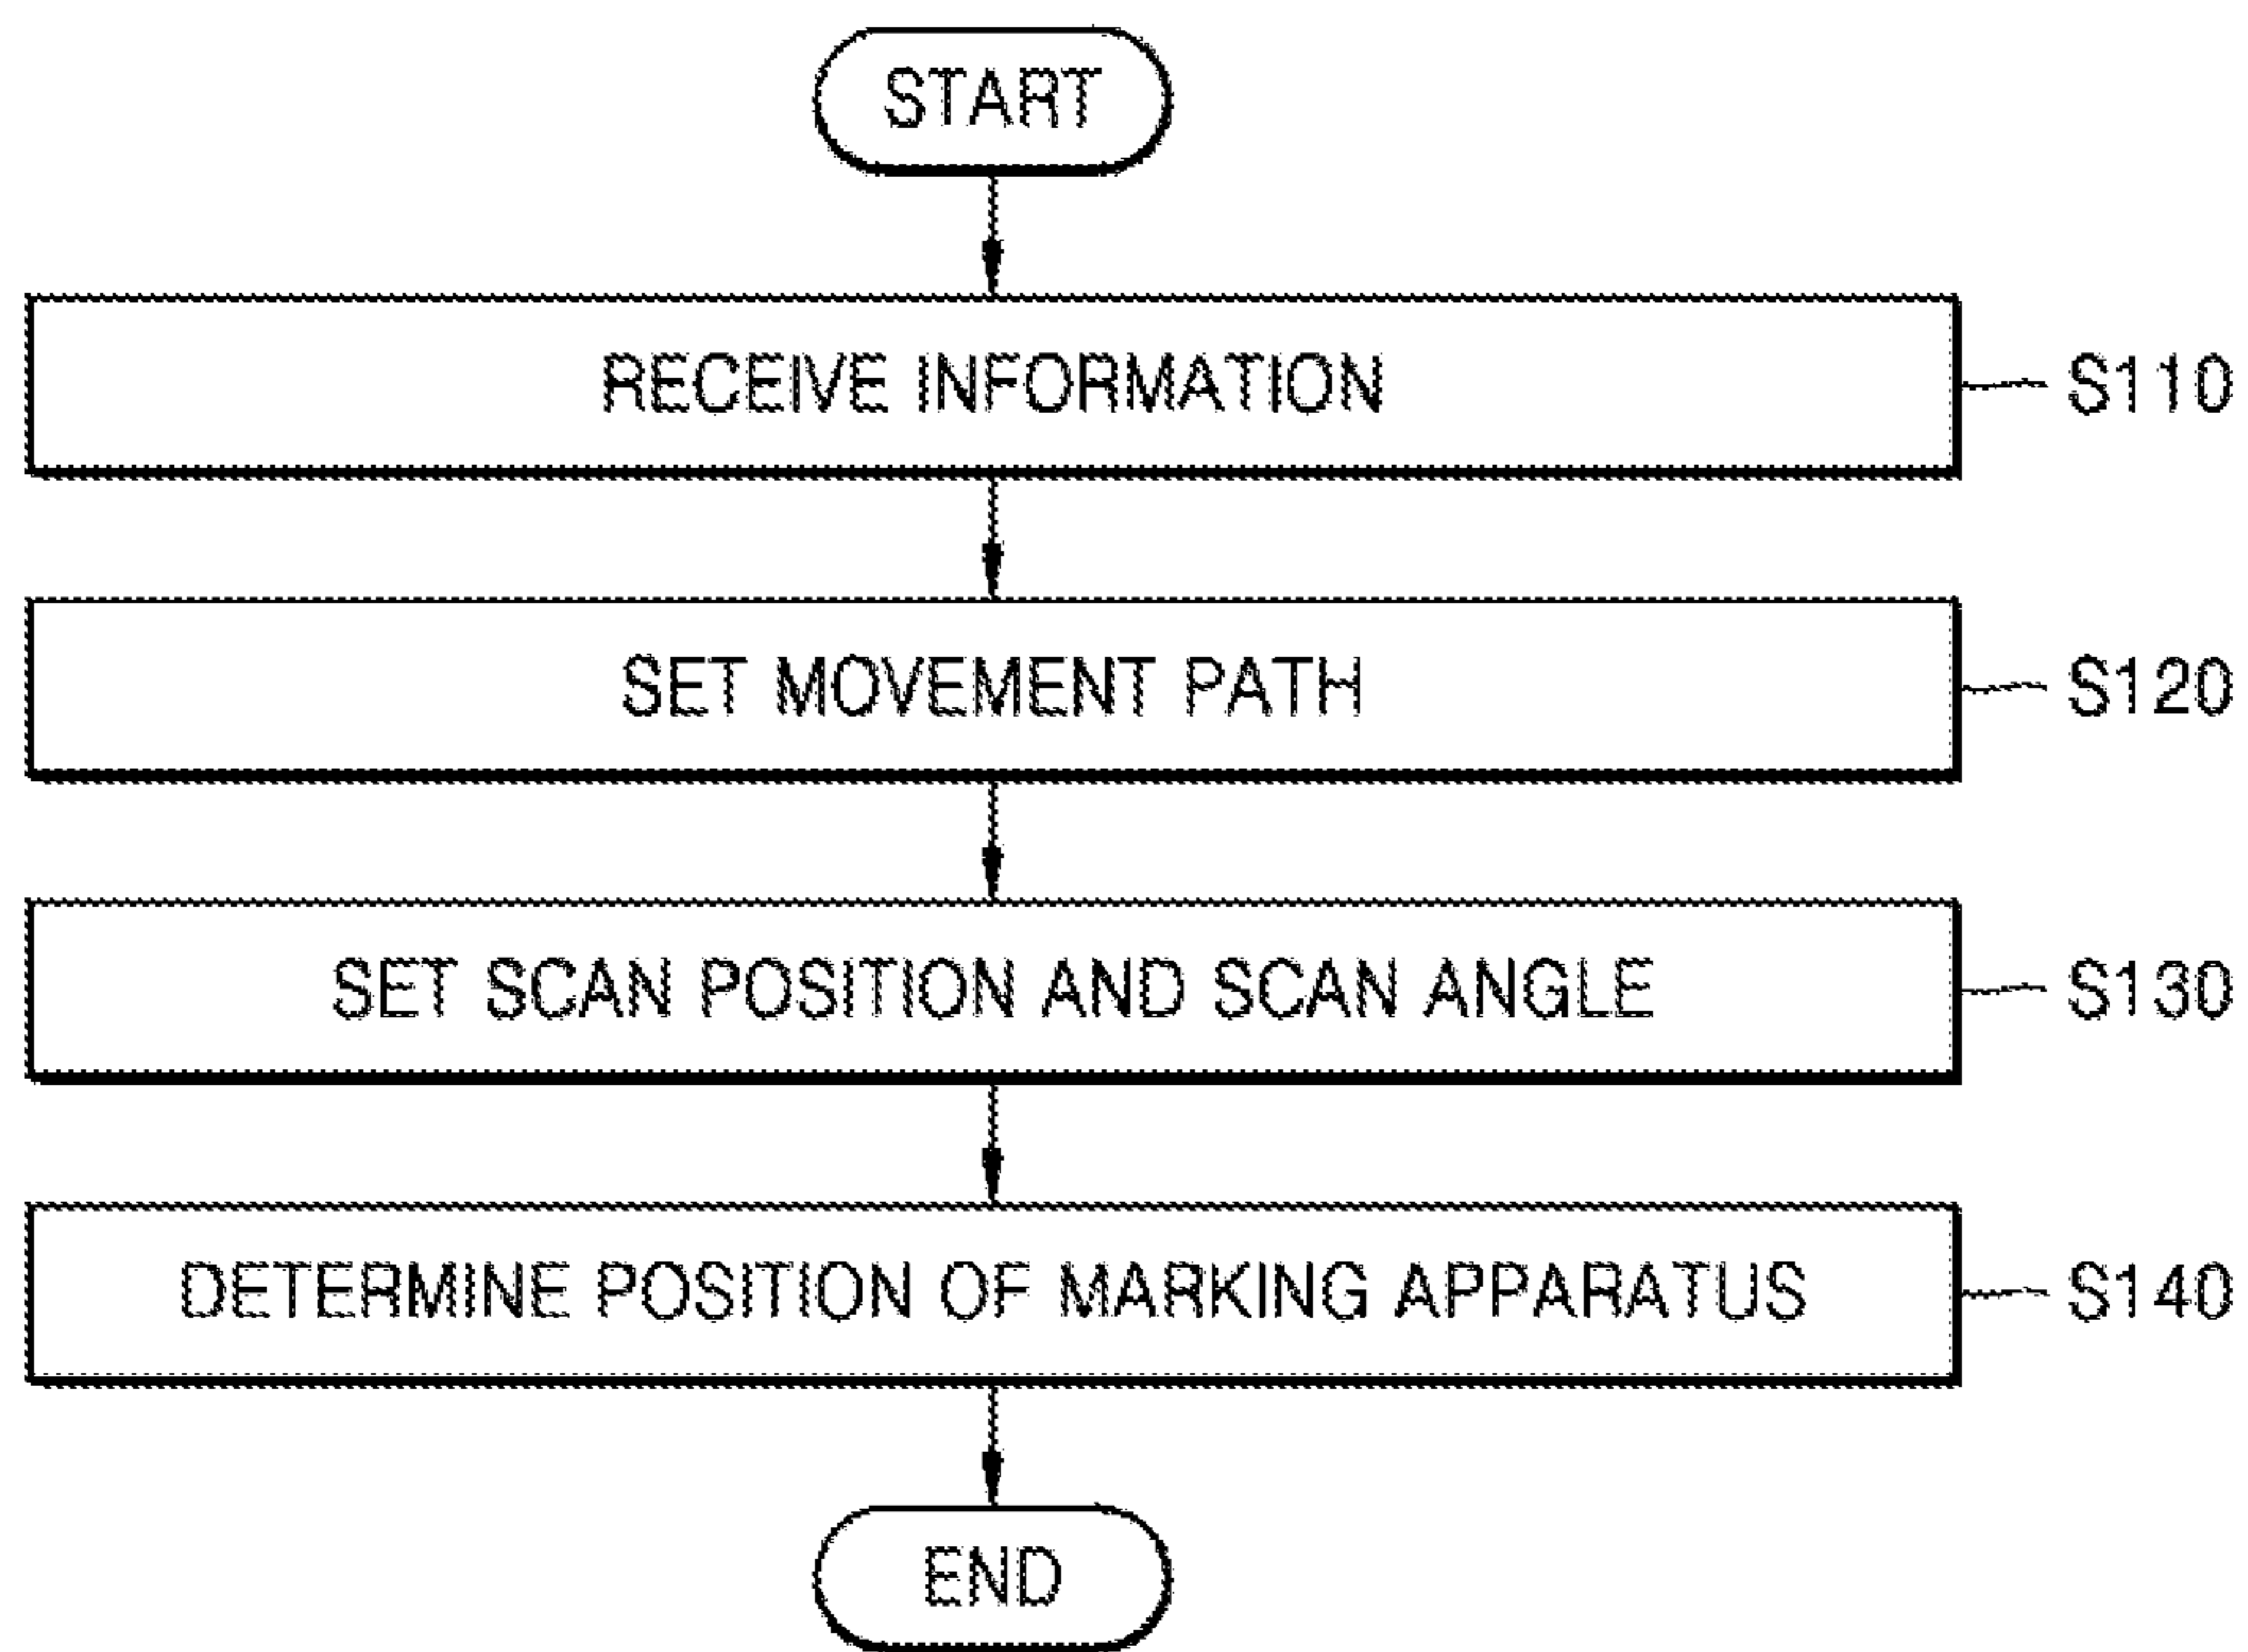 START
RECEIVE INFORMATION
S110
SET MOVEMENT PATH
S120
SET SCAN POSITION AND SCAN ANGLE
S130
DETERMINE POSITION OF MARKING APPARATUS
S140
END